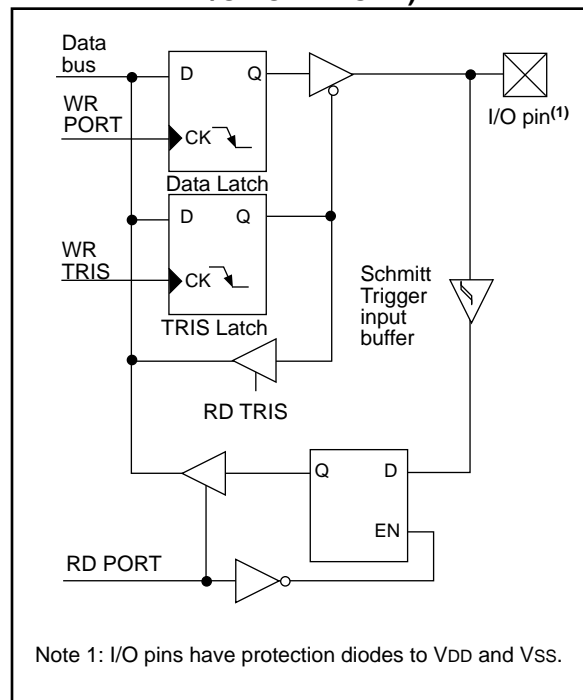 Data
bus
D
Q
WR
PORT
CK
I/O pin(1)
Data Latch
D
Q
WR
TRIS
CK
Schmitt
Trigger
input
buffer
TRIS Latch
RD TRIS
Q
D
EN
RD PORT
Note 1: I/O pins have protection diodes to VDD and VSS.